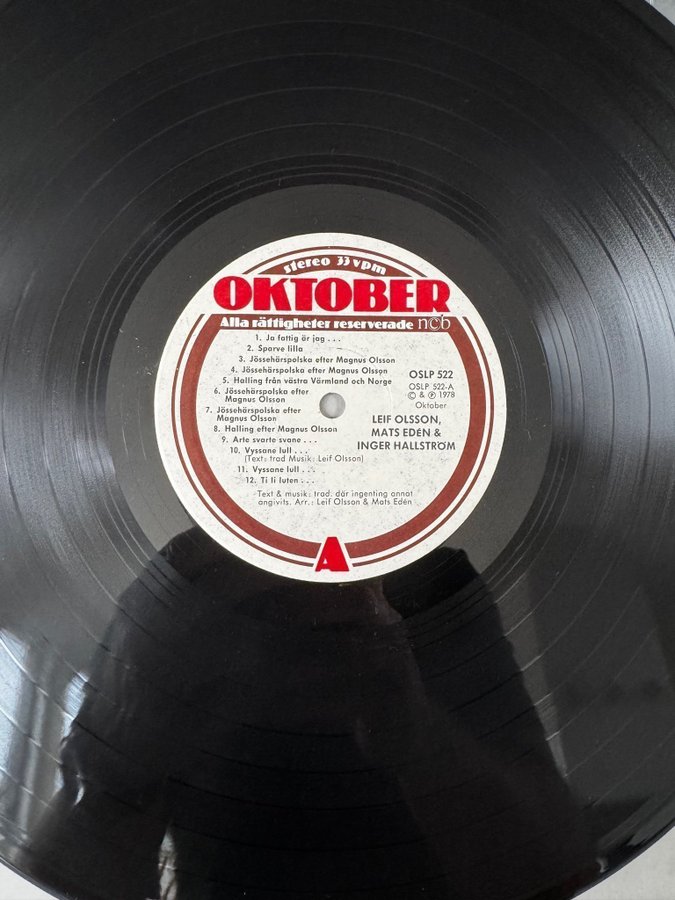 stereo 33 vpm
OKTOBER
Alla rättigheter reserverade ncb
1. Ja fattig är jag . . .
2. Sparve lilla
3. Jössehärspolska efter Magnus Olsson
4. Jössehärspolska efter Magnus Olsson
5. Halling från västra Värmland och Norge
6. Jössehärspolska efter
Magnus Olsson
7. Jössehärspolska efter
Magnus Olsson
8. Halling efter Magnus Olsson
9. Arte svarte svane . . .
10. Vyssane lull . . .
(Text: trad Musik: Leif Olsson)
11. Vyssane lull . . .
12. Ti li luten . . .
Text & musik: trad. där ingenting annat
angivits. Arr.: Leif Olsson & Mats Edén
OSLP 522
OSLP 522-A
© & ℗ 1978
Oktober
LEIF OLSSON,
MATS EDÉN &
INGER HALLSTRÖM
A